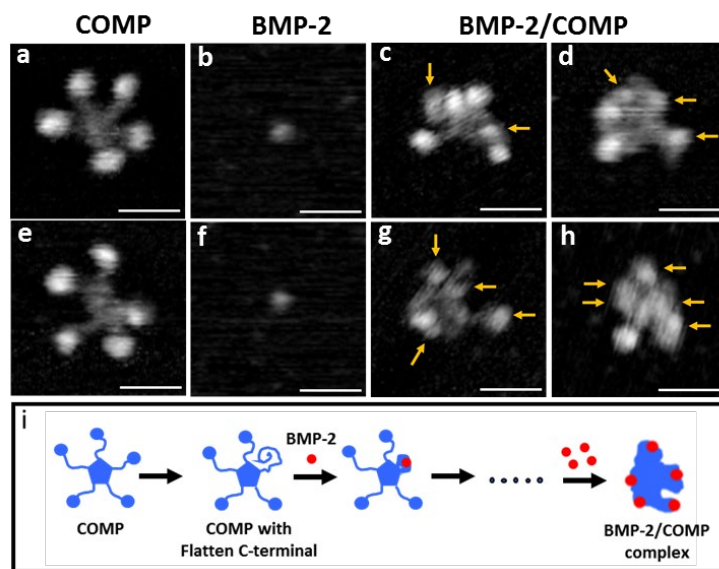 COMP BMP-2 BMP-2/COMP
a b c d
e f g h
i
BMP-2
COMP
COMP with
Flatten C-terminal
BMP-2/COMP
complex